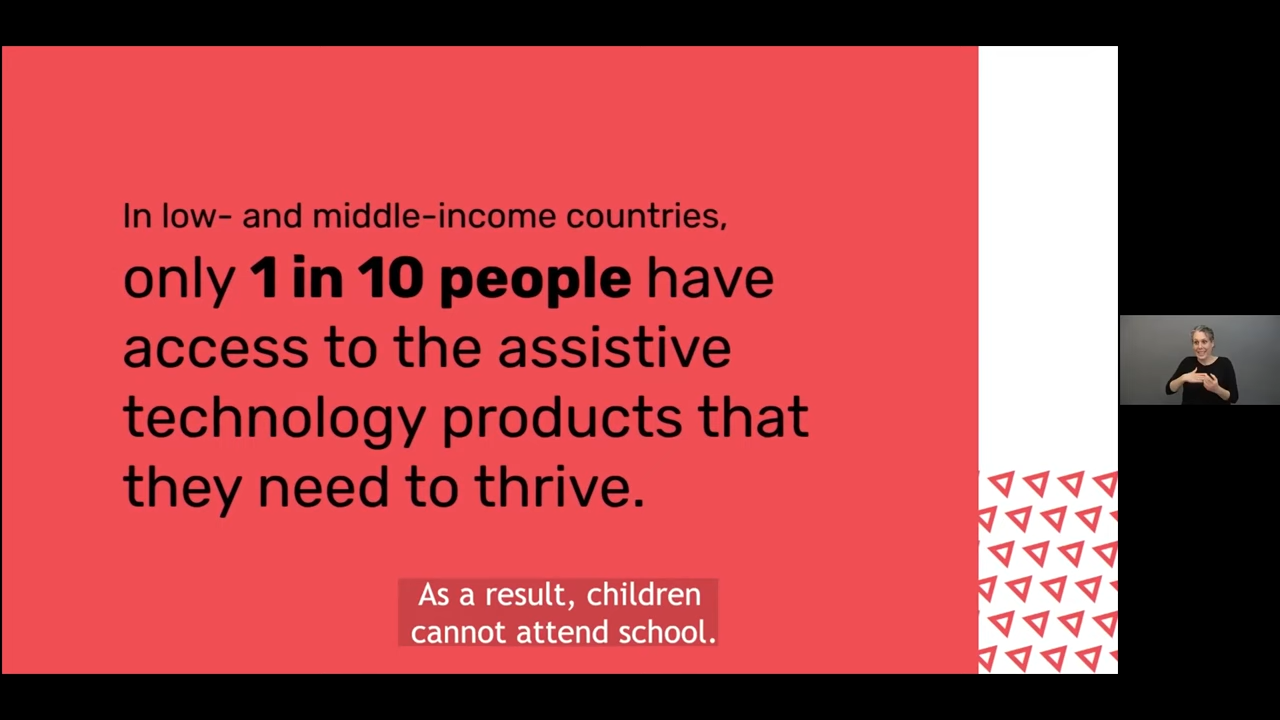 In low- and middle-income countries,
only 1 in 10 people have
access to the assistive
technology products that
they need to thrive.
As a result, children
cannot attend school.